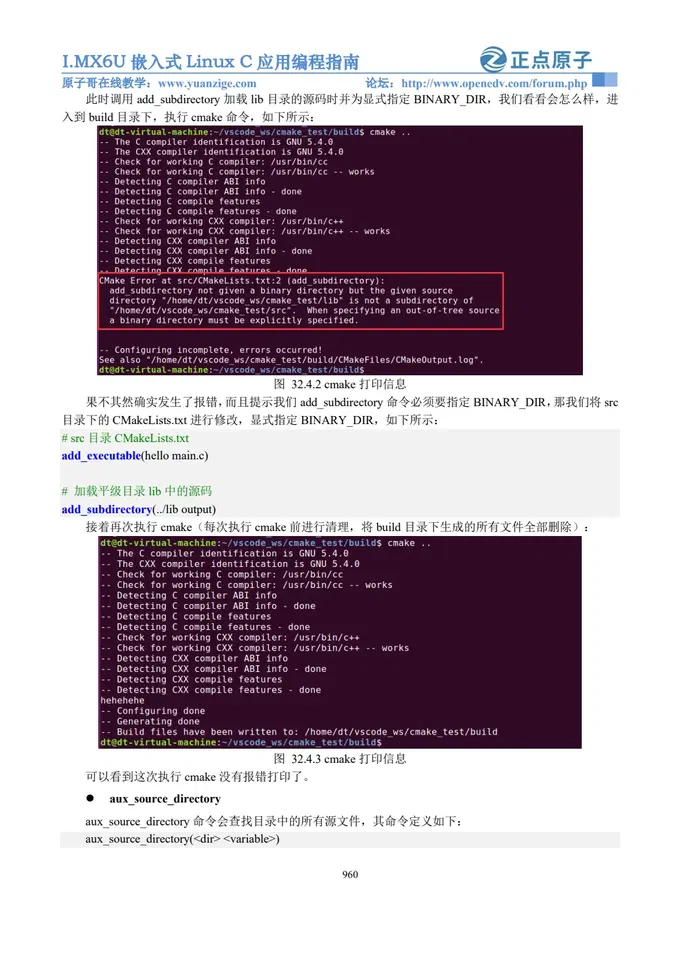 I.MX6U 嵌入式 Linux C 应用编程指南
正点原子
原子哥在线教学：www.yuanzige.com 论坛：http://www.openedv.com/forum.php
此时调用 add_subdirectory 加载 lib 目录的源码时并为显式指定 BINARY_DIR，我们看看会怎么样，进
入到 build 目录下，执行 cmake 命令，如下所示：
dt@dt-virtual-machine:~/vscode_ws/cmake_test/build$ cmake ..
-- The C compiler identification is GNU 5.4.0
-- The CXX compiler identification is GNU 5.4.0
-- Check for working C compiler: /usr/bin/cc
-- Check for working C compiler: /usr/bin/cc -- works
-- Detecting C compiler ABI info
-- Detecting C compiler ABI info - done
-- Detecting C compile features
-- Detecting C compile features - done
-- Check for working CXX compiler: /usr/bin/c++
-- Check for working CXX compiler: /usr/bin/c++ -- works
-- Detecting CXX compiler ABI info
-- Detecting CXX compiler ABI info - done
-- Detecting CXX compile features
-- Detecting CXX compile features - done
CMake Error at src/CMakeLists.txt:2 (add_subdirectory):
add_subdirectory not given a binary directory but the given source
directory "/home/dt/vscode_ws/cmake_test/lib" is not a subdirectory of
"/home/dt/vscode_ws/cmake_test/src". When specifying an out-of-tree source
a binary directory must be explicitly specified.
-- Configuring incomplete, errors occurred!
See also "/home/dt/vscode_ws/cmake_test/build/CMakeFiles/CMakeOutput.log".
dt@dt-virtual-machine:~/vscode_ws/cmake_test/build$
图 32.4.2 cmake 打印信息
果不其然确实发生了报错，而且提示我们 add_subdirectory 命令必须要指定 BINARY_DIR，那我们将 src
目录下的 CMakeLists.txt 进行修改，显式指定 BINARY_DIR，如下所示：
# src 目录 CMakeLists.txt
add_executable(hello main.c)
# 加载平级目录 lib 中的源码
add_subdirectory(../lib output)
接着再次执行 cmake（每次执行 cmake 前进行清理，将 build 目录下生成的所有文件全部删除）：
dt@dt-virtual-machine:~/vscode_ws/cmake_test/build$ cmake ..
-- The C compiler identification is GNU 5.4.0
-- The CXX compiler identification is GNU 5.4.0
-- Check for working C compiler: /usr/bin/cc
-- Check for working C compiler: /usr/bin/cc -- works
-- Detecting C compiler ABI info
-- Detecting C compiler ABI info - done
-- Detecting C compile features
-- Detecting C compile features - done
-- Check for working CXX compiler: /usr/bin/c++
-- Check for working CXX compiler: /usr/bin/c++ -- works
-- Detecting CXX compiler ABI info
-- Detecting CXX compiler ABI info - done
-- Detecting CXX compile features
-- Detecting CXX compile features - done
hehehehe
-- Configuring done
-- Generating done
-- Build files have been written to: /home/dt/vscode_ws/cmake_test/build
dt@dt-virtual-machine:~/vscode_ws/cmake_test/build$
图 32.4.3 cmake 打印信息
可以看到这次执行 cmake 没有报错打印了。
● aux_source_directory
aux_source_directory 命令会查找目录中的所有源文件，其命令定义如下：
aux_source_directory(<dir> <variable>)
960